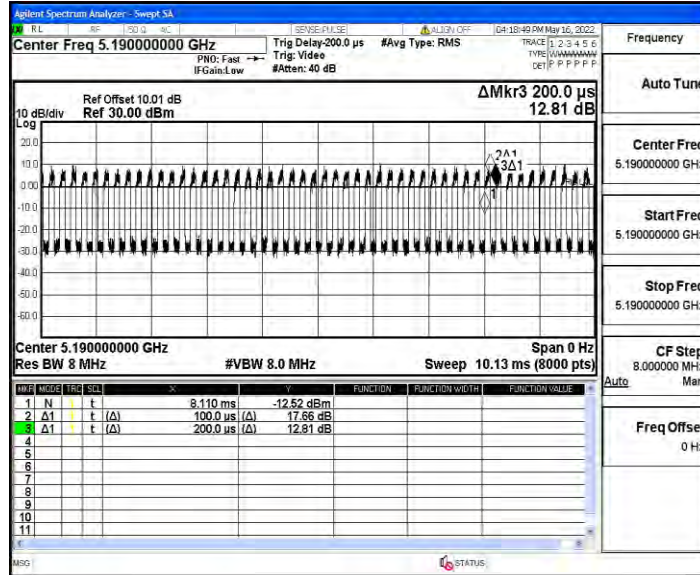 Agilent Spectrum Analyzer - Swept SA
RL RF 50 Ω AC SENSE:PULSE ALIGN OFF 04:18:49 PM May 16, 2022
Center Freq 5.190000000 GHz
Trig Delay-200.0 µs #Avg Type: RMS TRACE 1 2 3 4 5 6
PNO: Fast Trig: Video TYPE WWWWWW
IFGain:Low #Atten: 40 dB DET P P P P P P
ΔMkr3 200.0 µs
Ref Offset 10.01 dB
10 dB/div Ref 30.00 dBm 12.81 dB
Log
20.0
10.0
0.00
-10.0
-20.0
-30.0
-40.0
-50.0
-60.0
2Δ1
3Δ1
1
Center 5.190000000 GHz Span 0 Hz
Res BW 8 MHz #VBW 8.0 MHz Sweep 10.13 ms (8000 pts)
MKR MODE TRC SCL X Y FUNCTION FUNCTION WIDTH FUNCTION VALUE
1 N t 8.110 ms -12.52 dBm
2 Δ1 t (Δ) 100.0 µs (Δ) 17.66 dB
3 Δ1 t (Δ) 200.0 µs (Δ) 12.81 dB
4
5
6
7
8
9
10
11
MSG STATUS
Frequency
Auto Tune
Center Freq
5.190000000 GHz
Start Freq
5.190000000 GHz
Stop Freq
5.190000000 GHz
CF Step
8.000000 MHz
Auto Man
Freq Offset
0 Hz